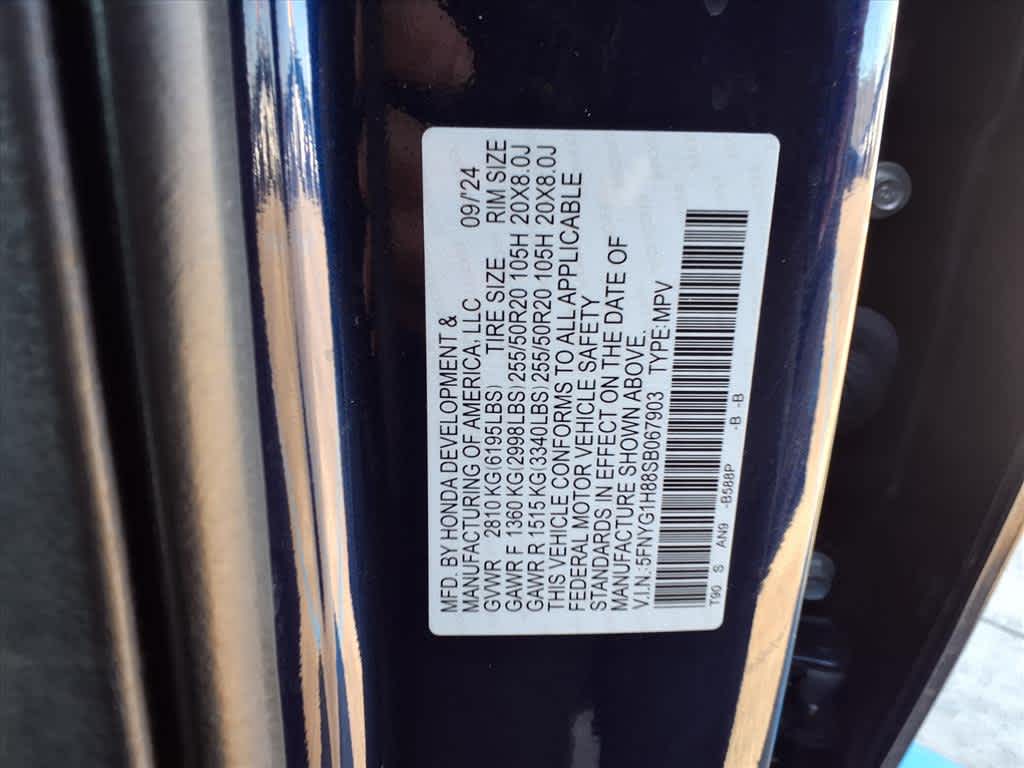 MFD. BY HONDA DEVELOPMENT &
MANUFACTURING OF AMERICA, LLC 09/'24
GVWR 2810 KG(6195LBS) TIRE SIZE RIM SIZE
GAWR F 1360 KG(2998LBS) 255/50R20 105H 20X8.0J
GAWR R 1515 KG(3340LBS) 255/50R20 105H 20X8.0J
THIS VEHICLE CONFORMS TO ALL APPLICABLE
FEDERAL MOTOR VEHICLE SAFETY
STANDARDS IN EFFECT ON THE DATE OF
MANUFACTURE SHOWN ABOVE.
V.I.N.:5FNYG1H88SB067903 TYPE:MPV
T90 S AN9 -B588P -B -B